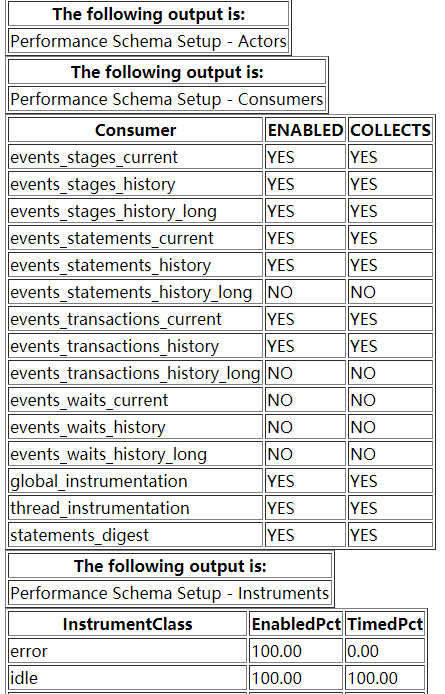 The following output is:
Performance Schema Setup - Actors
The following output is:
Performance Schema Setup - Consumers
Consumer ENABLED COLLECTS
events_stages_current YES YES
events_stages_history YES YES
events_stages_history_long YES YES
events_statements_current YES YES
events_statements_history YES YES
events_statements_history_long NO NO
events_transactions_current YES YES
events_transactions_history YES YES
events_transactions_history_long NO NO
events_waits_current NO NO
events_waits_history NO NO
events_waits_history_long NO NO
global_instrumentation YES YES
thread_instrumentation YES YES
statements_digest YES YES
The following output is:
Performance Schema Setup - Instruments
InstrumentClass EnabledPct TimedPct
error 100.00 0.00
idle 100.00 100.00